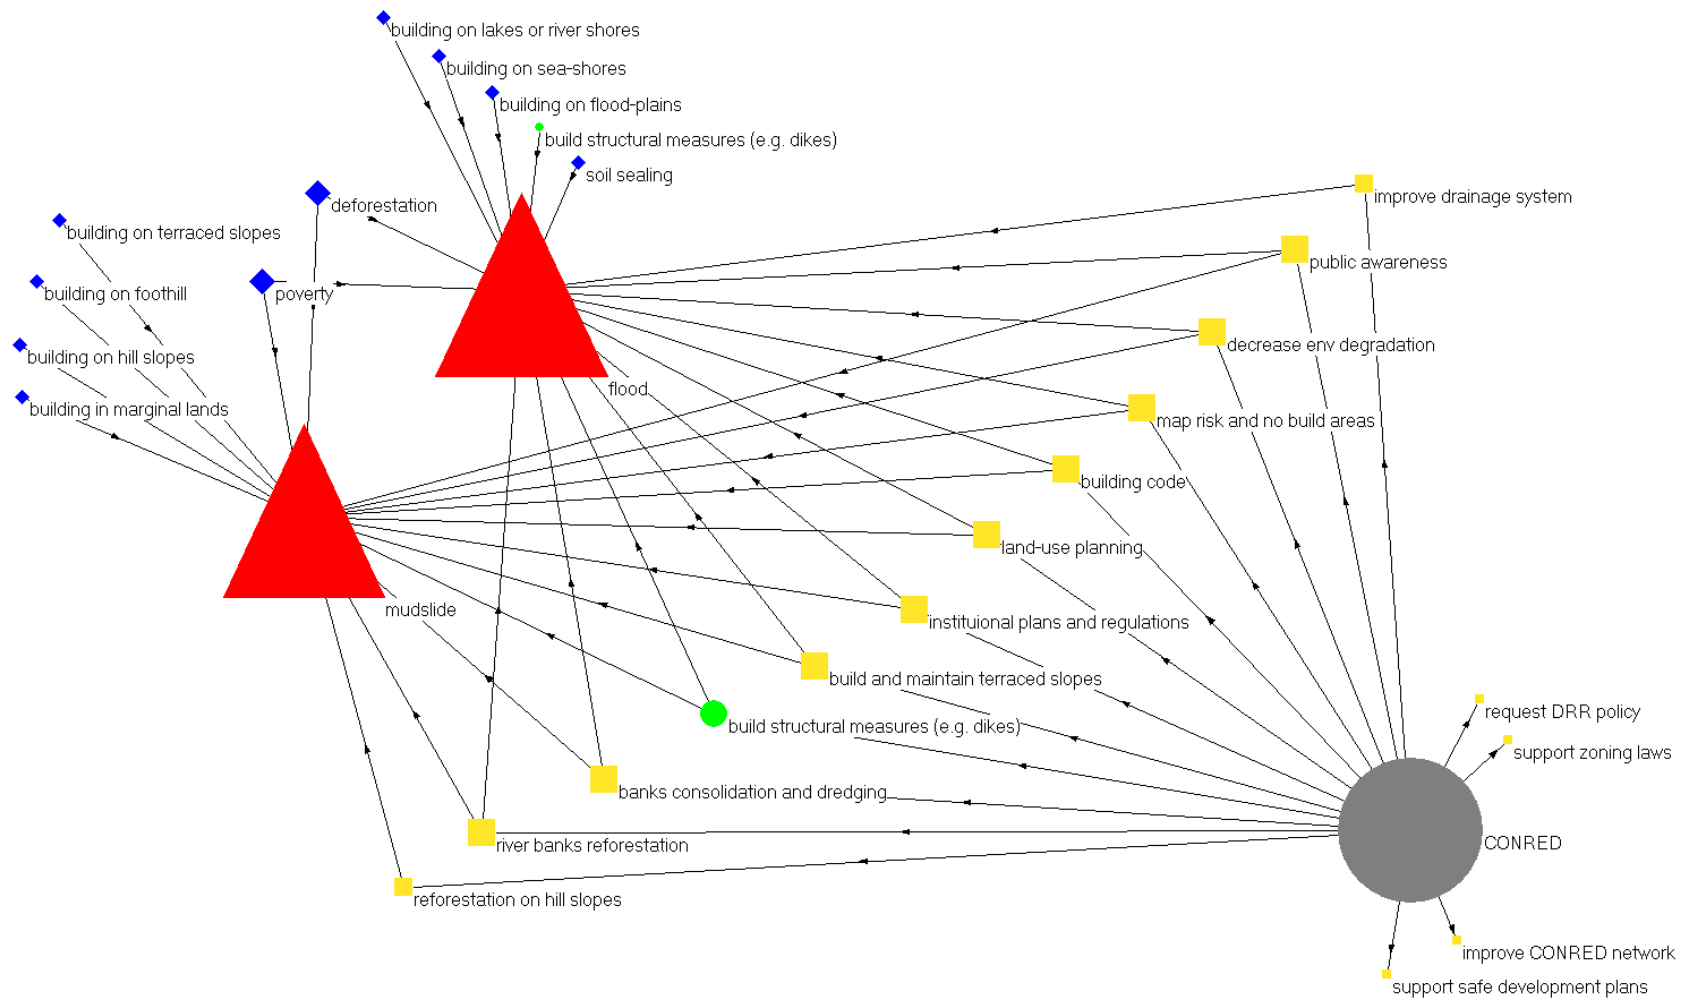 building on lakes or river shores
building on sea-shores
building on flood-plains
build structural measures (e.g. dikes)
soil sealing
deforestation
improve drainage system
building on terraced slopes
public awareness
building on foothill
poverty
decrease env degradation
building on hill slopes
flood
building in marginal lands
map risk and no build areas
building code
land-use planning
mudslide
instituional plans and regulations
build and maintain terraced slopes
request DRR policy
build structural measures (e.g. dikes)
support zoning laws
banks consolidation and dredging
river banks reforestation
CONRED
reforestation on hill slopes
improve CONRED network
support safe development plans